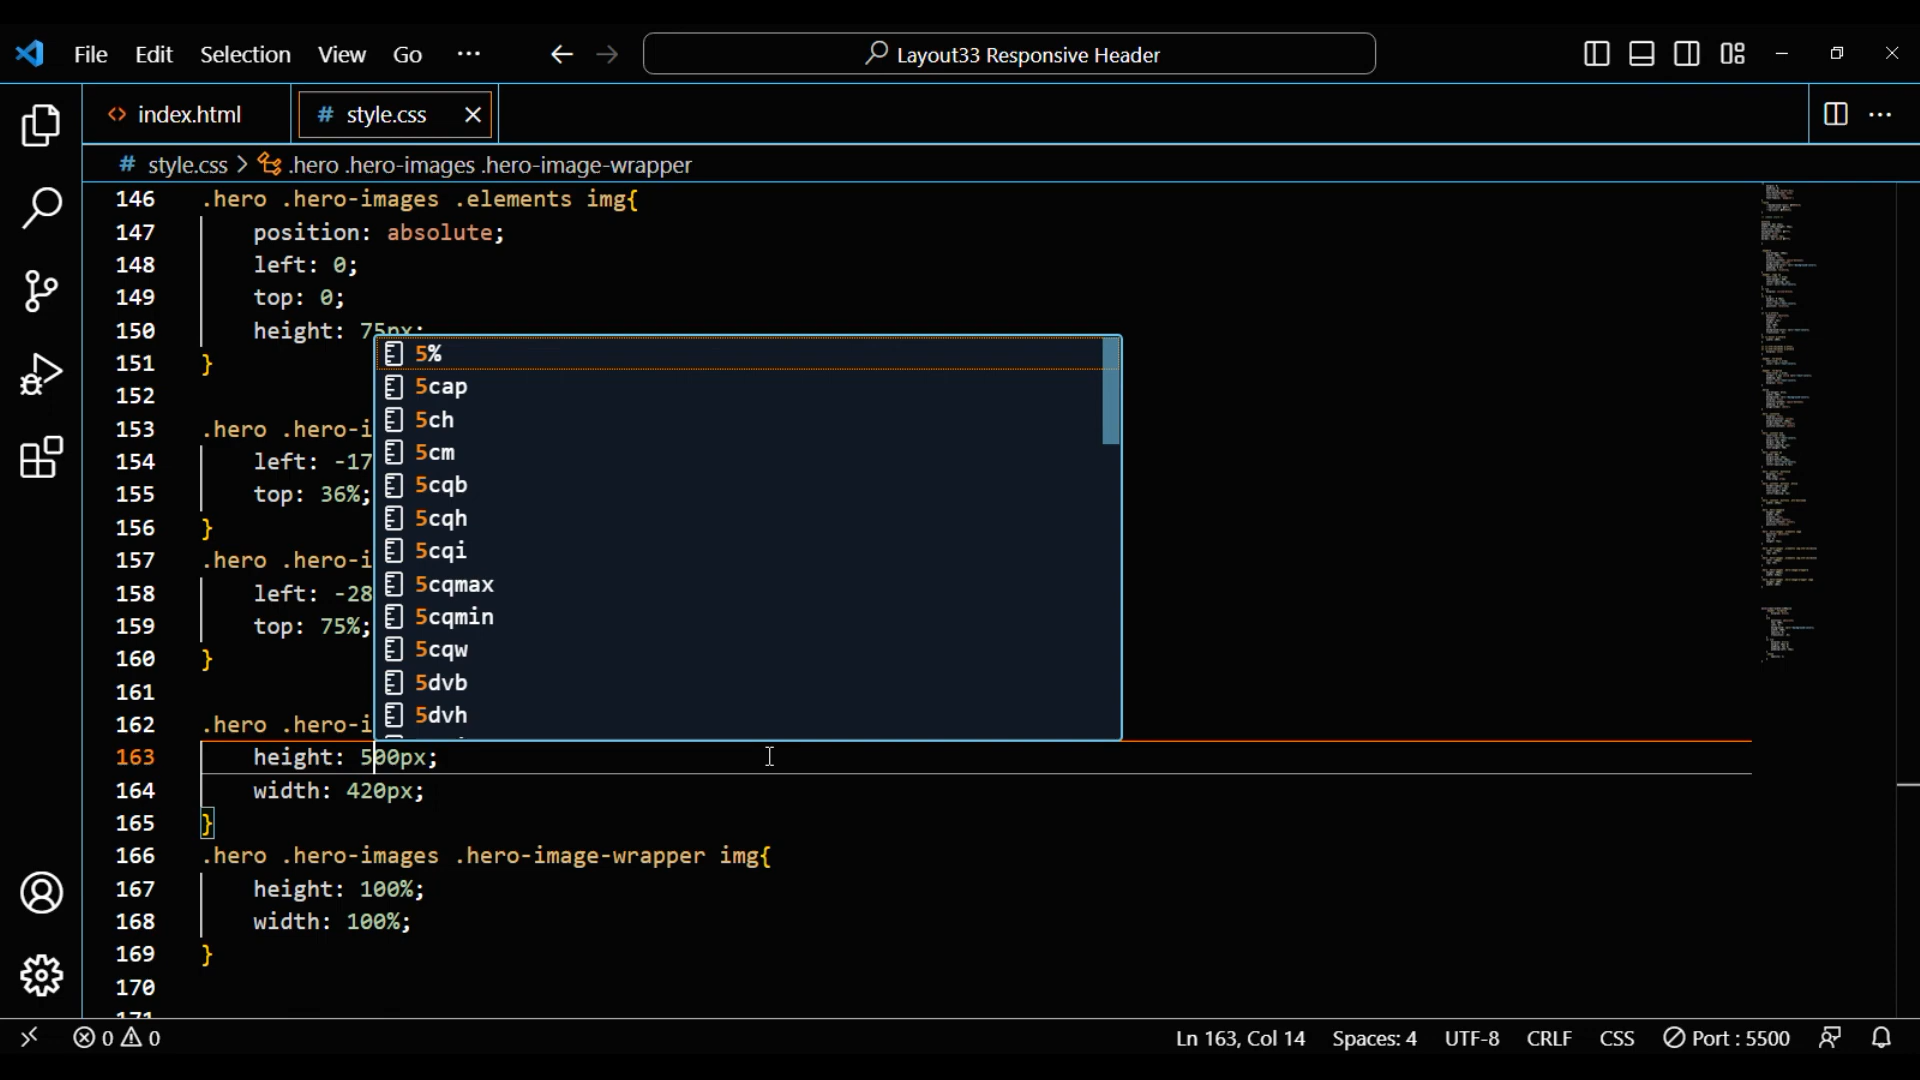 File Edit Selection View Go ··· Layout33 Responsive Header
index.html # style.css
# style.css > .hero .hero-images .hero-image-wrapper
146 .hero .hero-images .elements img{
147 position: absolute;
148 left: 0;
149 top: 0;
150 height: 75px;
151 }
152
153 .hero .hero-i
154 left: -17
155 top: 36%;
156 }
157 .hero .hero-i
158 left: -28
159 top: 75%;
160 }
161
162 .hero .hero-i
5%
5cap
5ch
5cm
5cqb
5cqh
5cqi
5cqmax
5cqmin
5cqw
5dvb
5dvh
163 height: 500px;
164 width: 420px;
165 }
166 .hero .hero-images .hero-image-wrapper img{
167 height: 100%;
168 width: 100%;
169 }
170
171
0 0 Ln 163, Col 14 Spaces: 4 UTF-8 CRLF CSS Port : 5500